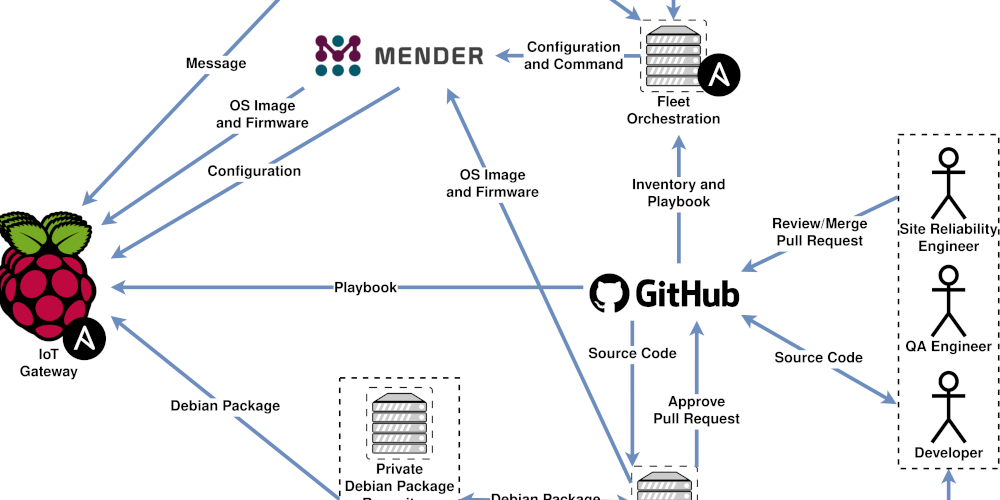 Message
MENDER
Configuration
and Command
OS Image
and Firmware
Fleet
Orchestration
Configuration
OS Image
and Firmware
Inventory and
Playbook
Review/Merge
Pull Request
Site Reliability
Engineer
Playbook
GitHub
QA Engineer
IoT
Gateway
Source Code
Source Code
Debian Package
Approve
Pull Request
Developer
Private
Debian Package
Debian Package